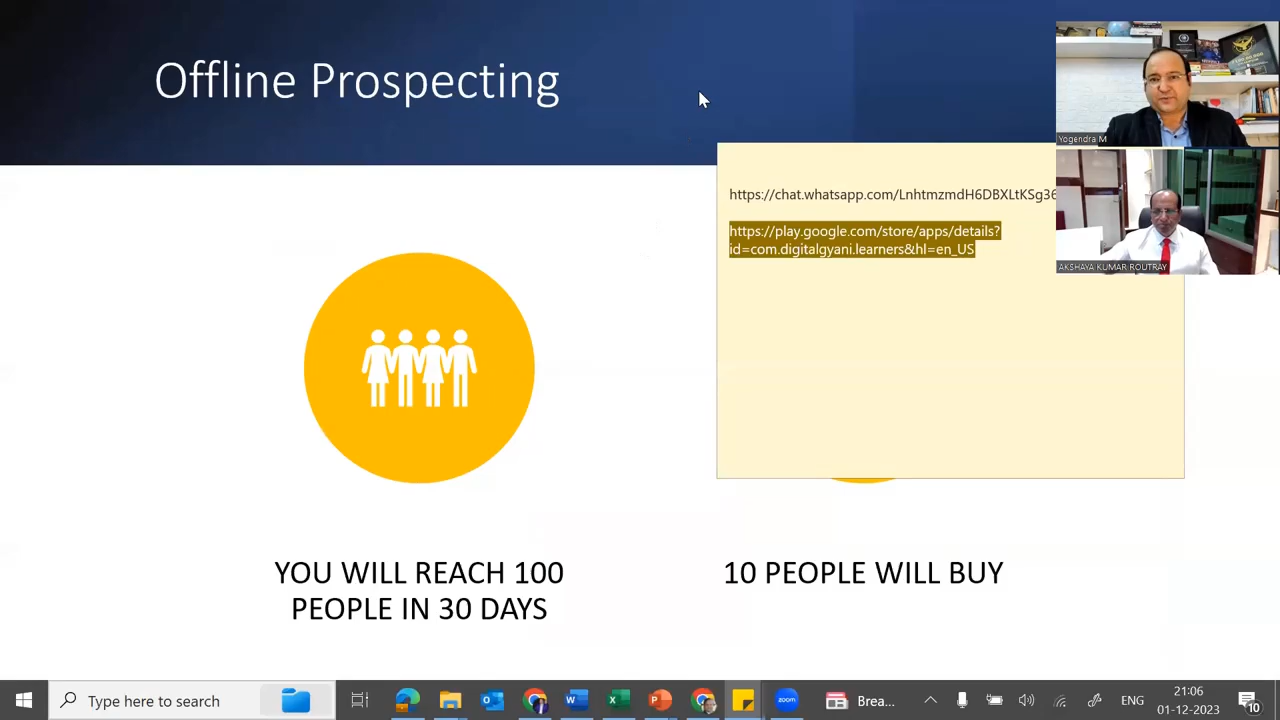 Offline Prospecting
Yogendra M
https://chat.whatsapp.com/LnhtmzmdH6DBXLtKSg36
https://play.google.com/store/apps/details?
id=com.digitalgyani.learners&hl=en_US
AKSHAYA KUMAR ROUTRAY
YOU WILL REACH 100
PEOPLE IN 30 DAYS
10 PEOPLE WILL BUY
Type here to search
Brea...
ENG
21:06
01-12-2023
10
zoom